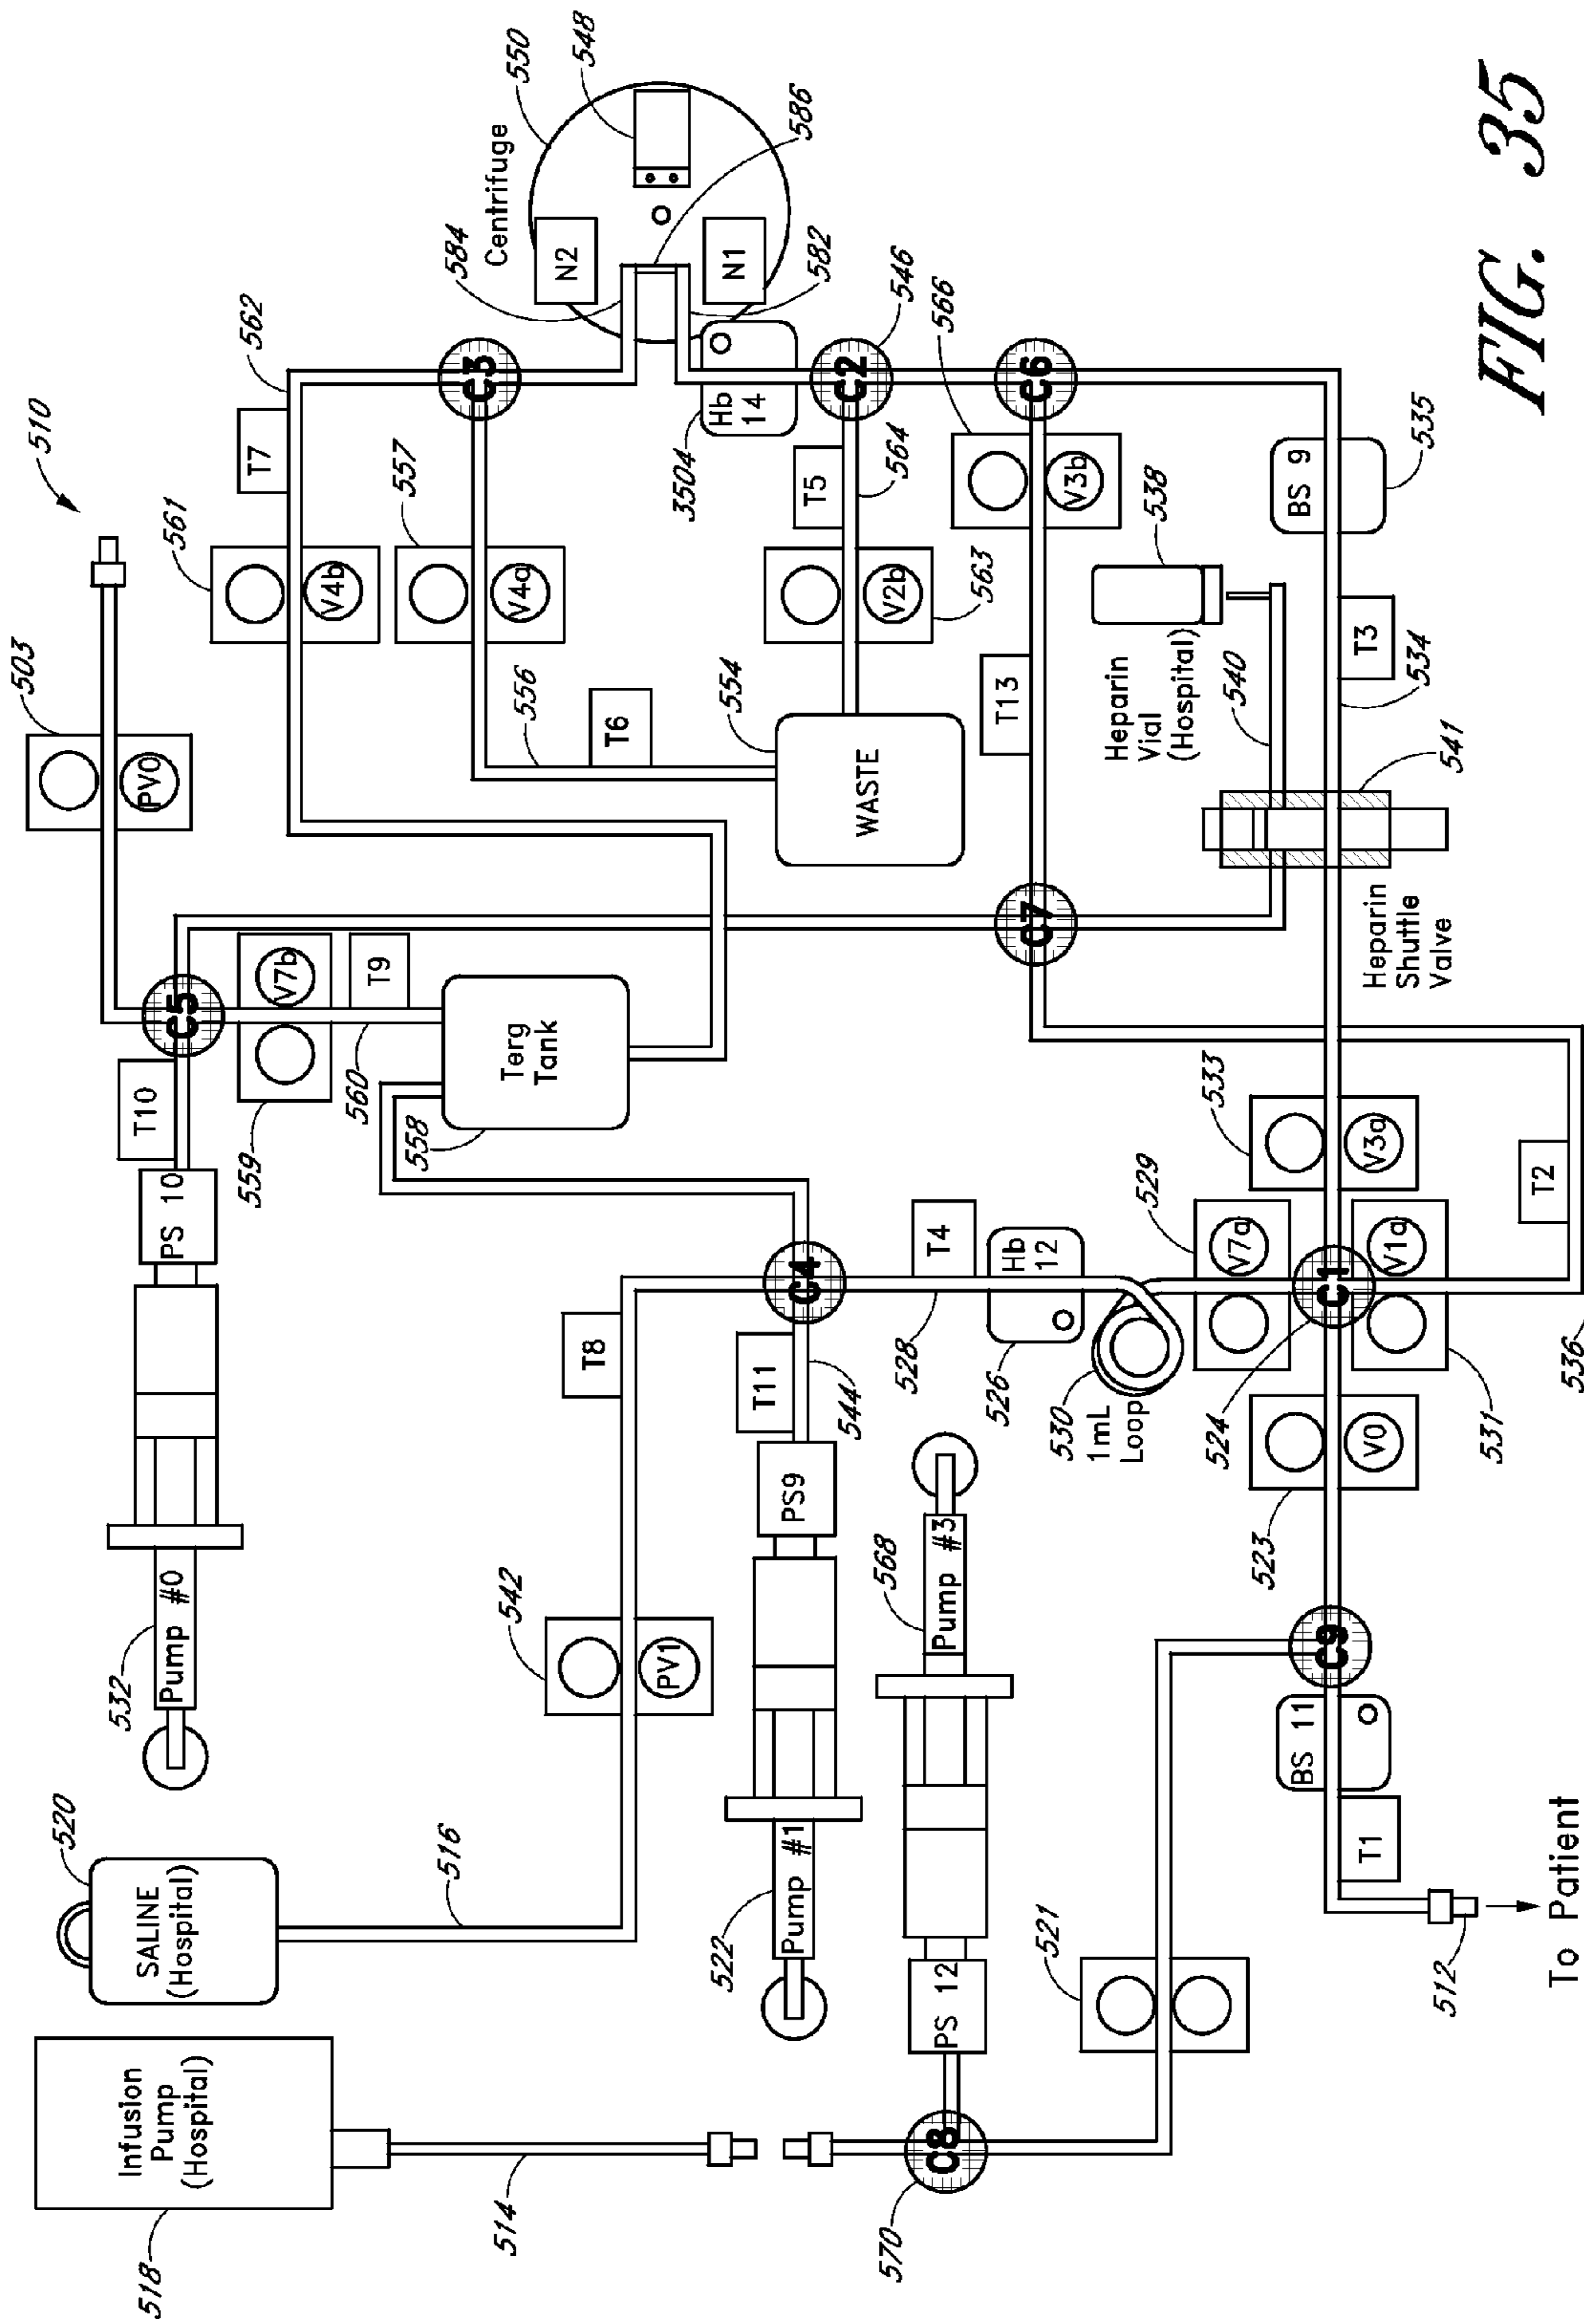 510
503
532
PV0
Pump #0
PS 10
T10
C5
V7b
T9
559
560
Terg
Tank
558
561
V4b
T7
562
557
V4a
C3
556
T6
554
WASTE
584
Centrifuge
550
548
N2
N1
586
582
3504
Hb
14
C2
546
T5
564
V2b
563
C6
566
V3b
T13
C7
538
Heparin
Vial
(Hospital)
540
BS 9
535
T3
534
541
Heparin
Shuttle
Valve
520
SALINE
(Hospital)
516
542
PV1
T8
C4
T11
544
PS9
Pump #1
522
T4
528
Hb
12
526
530
1mL
Loop
529
V7a
533
V3a
C1
524
V1a
531
T2
536
V0
523
568
Pump #3
PS 12
C8
570
521
C9
BS 11
T1
512
To Patient
Infusion
Pump
(Hospital)
518
514
FIG. 35